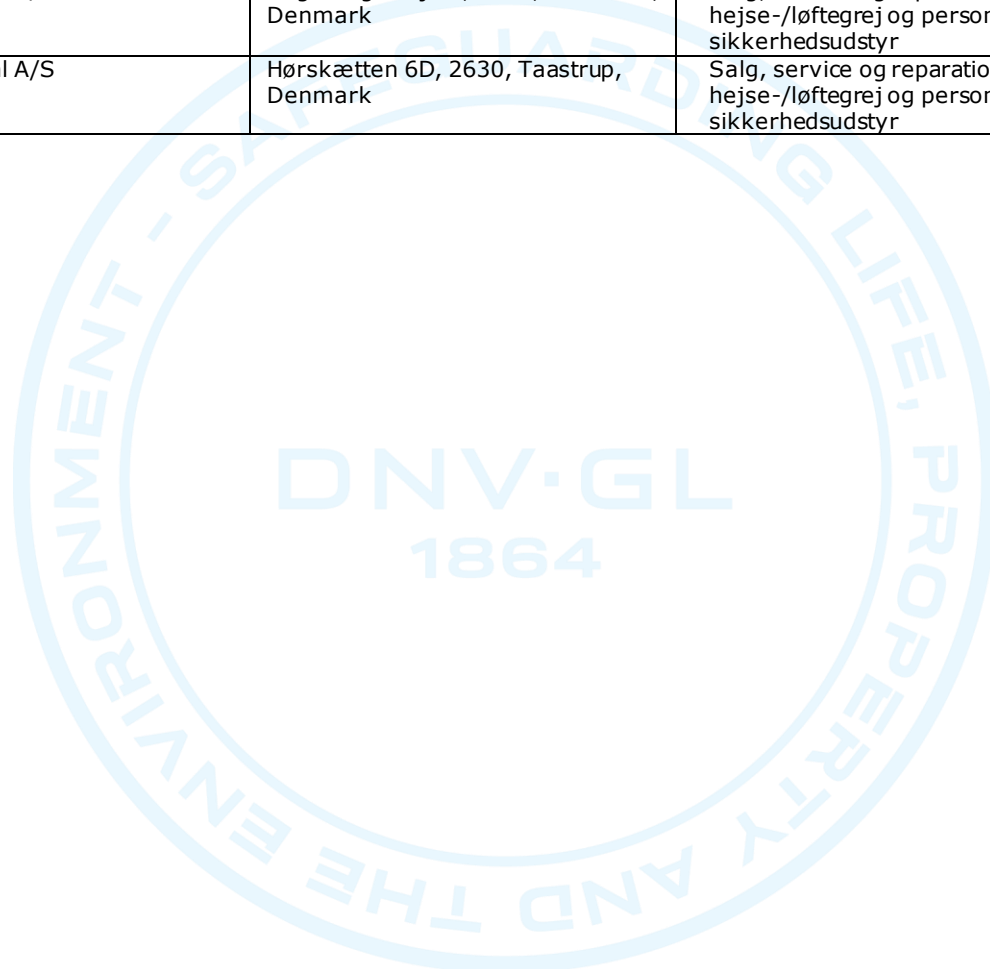 Denmark
hejse-/løftegrej og person
sikkerhedsudstyr
l A/S
Hørskætten 6D, 2630, Taastrup,
Denmark
Salg, service og reparatio
hejse-/løftegrej og person
sikkerhedsudstyr
SAFEGUARDING LIFE, PROPERTY AND THE ENVIRONMENT -
DNV·GL
1864